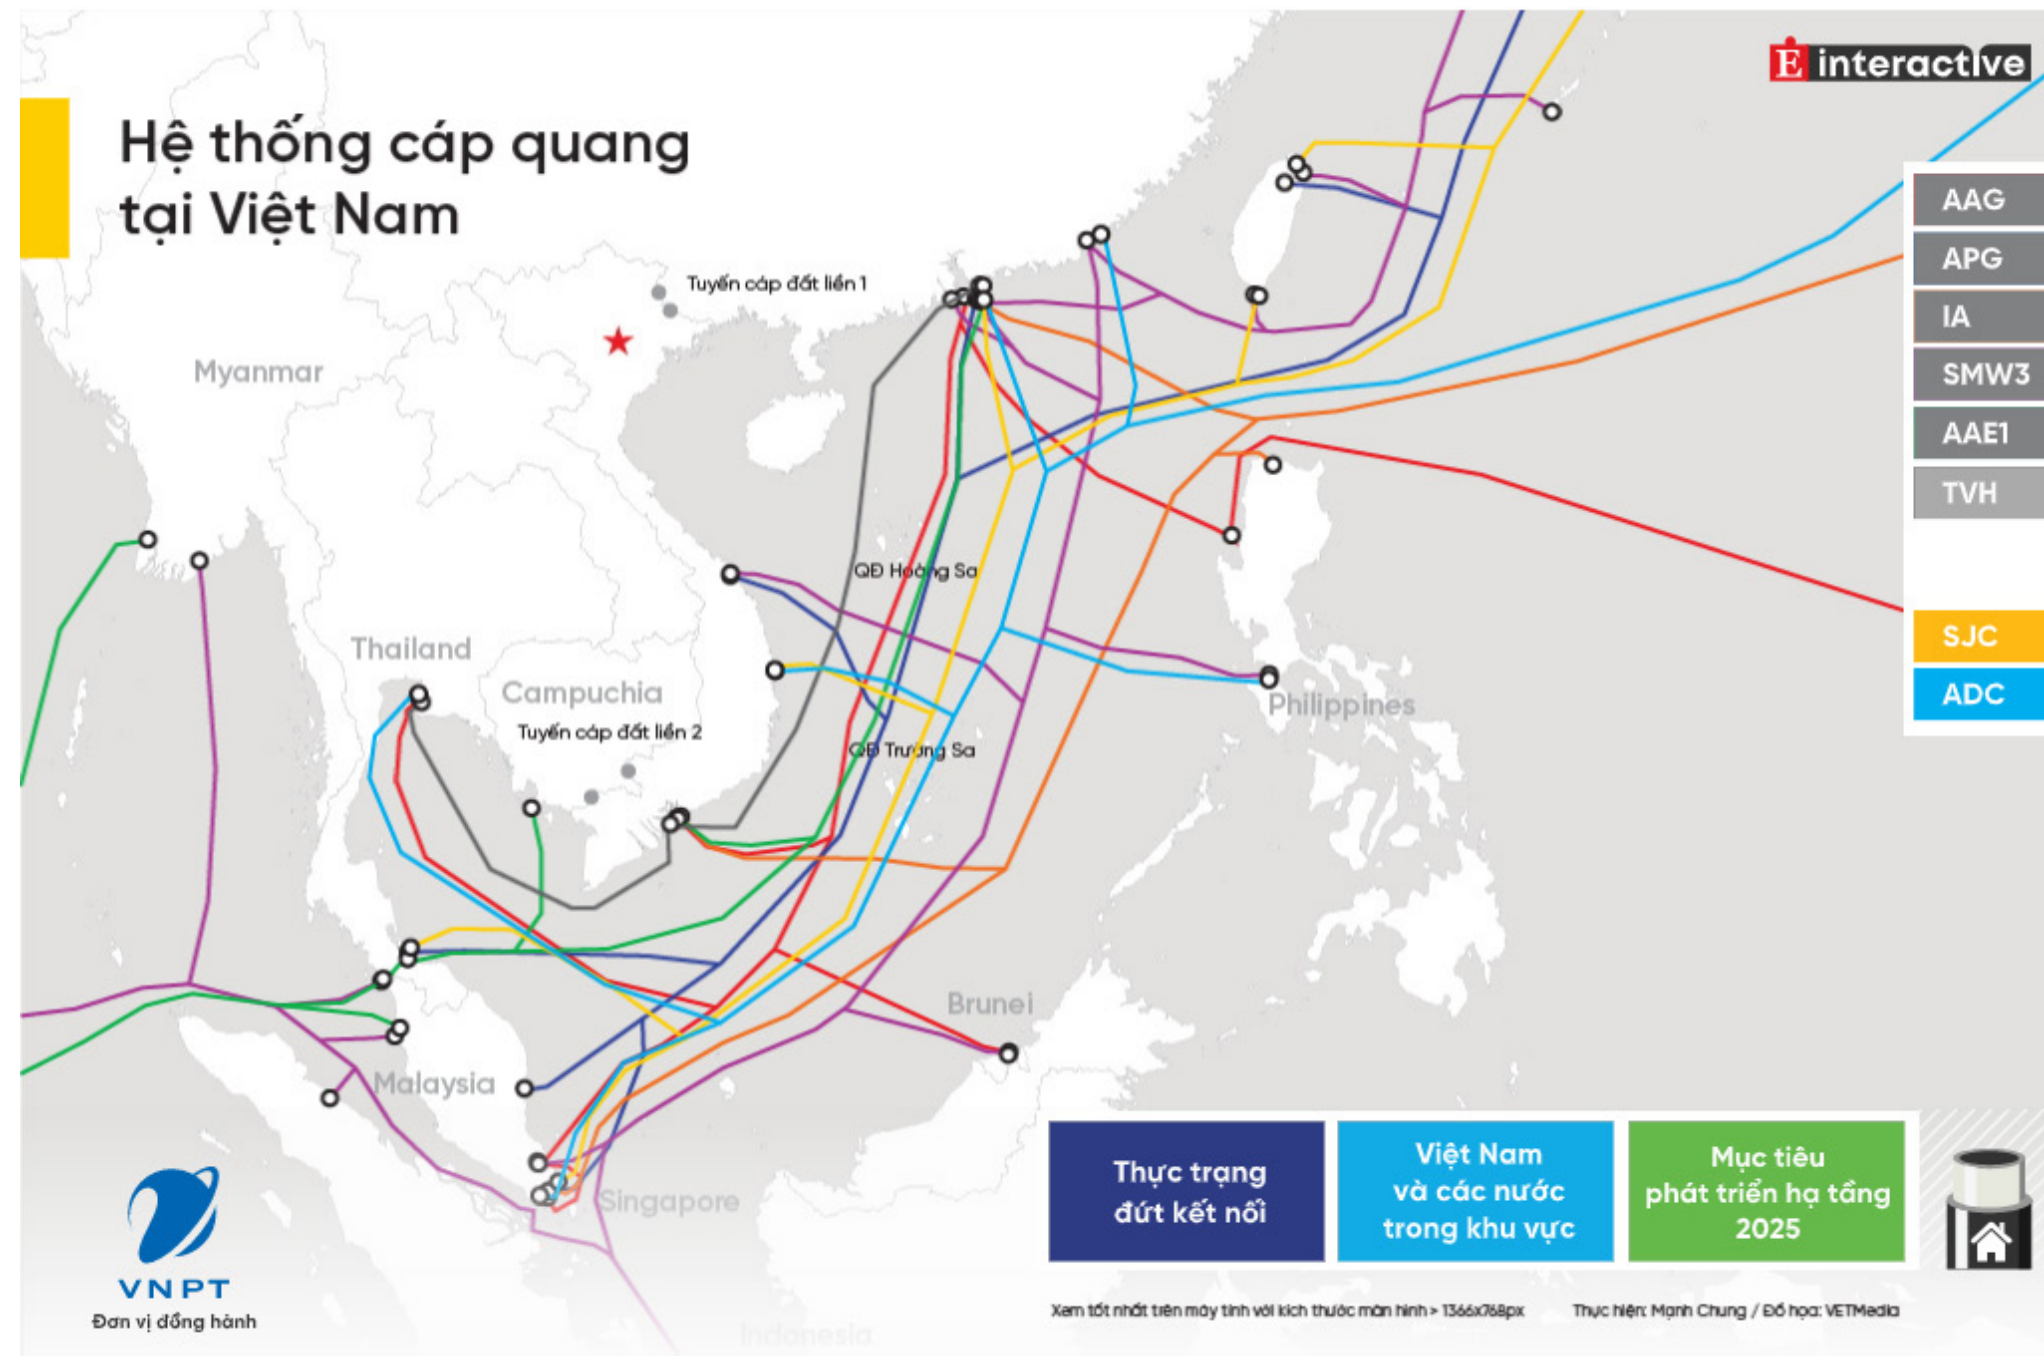 É interactive
Hệ thống cáp quang
tại Việt Nam
AAG
APG
IA
SMW3
AAE1
TVH
SJC
ADC
Tuyến cáp đất liền 1
Myanmar
QĐ Hoàng Sa
Thailand
Campuchia
Tuyến cáp đất liền 2
Philippines
QĐ Trường Sa
Brunei
Malaysia
Singapore
Indonesia
Thực trạng
đứt kết nối
Việt Nam
và các nước
trong khu vực
Mục tiêu
phát triển hạ tầng
2025
VNPT
Đơn vị đồng hành
Xem tốt nhất trên máy tính với kích thước màn hình > 1366x768px
Thực hiện: Mạnh Chung / Đồ họa: VETMedia